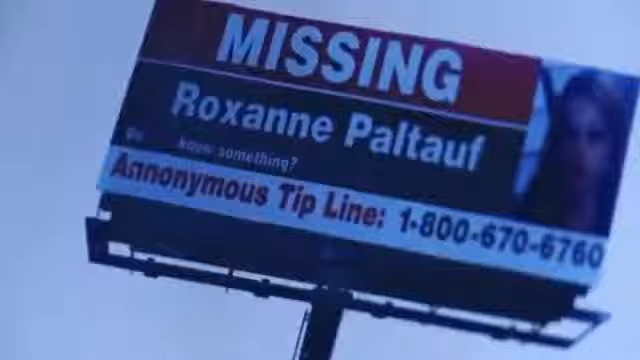 MISSING
Roxanne Paltauf
know something?
Annonymous Tip Line: 1-800-670-6760